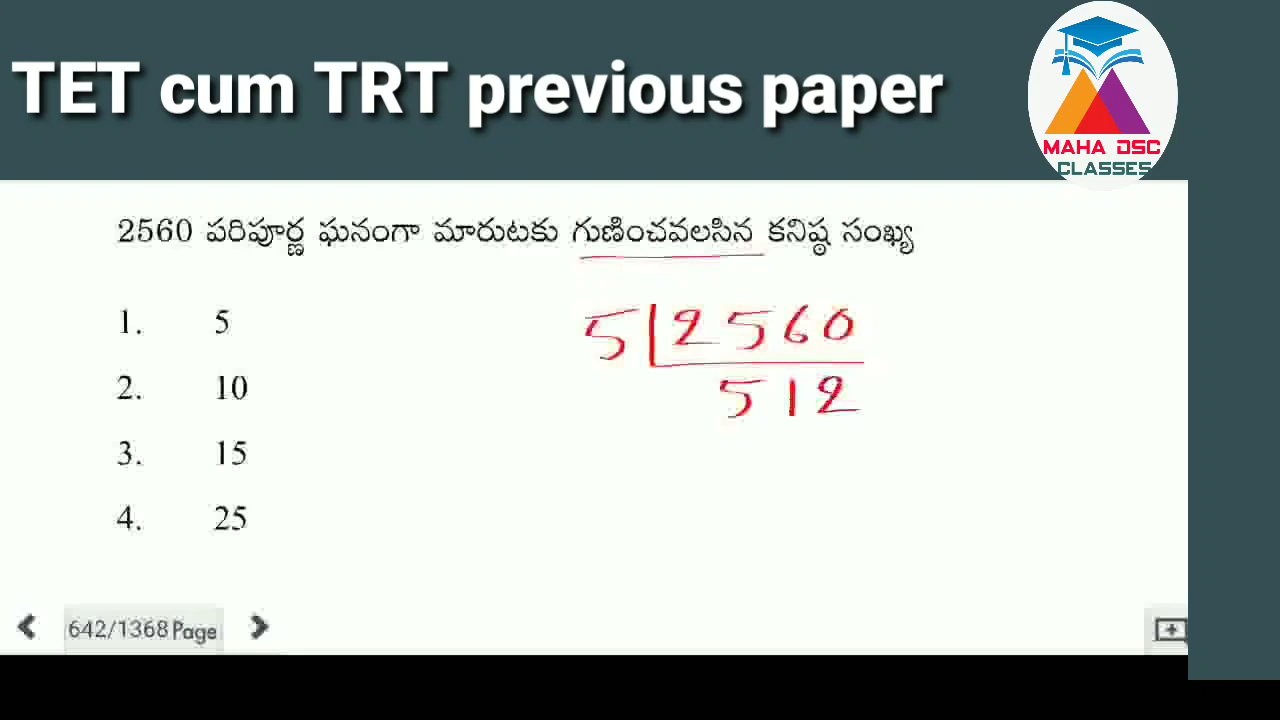 TET cum TRT previous paper
MAHA DSC
CLASSES
2560 పరిపూర్ణ ఘనంగా మారుటకు గుణించవలసిన కనిష్ఠ సంఖ్య
1. 5
2. 10
3. 15
4. 25
5 2560
512
642/1368 Page